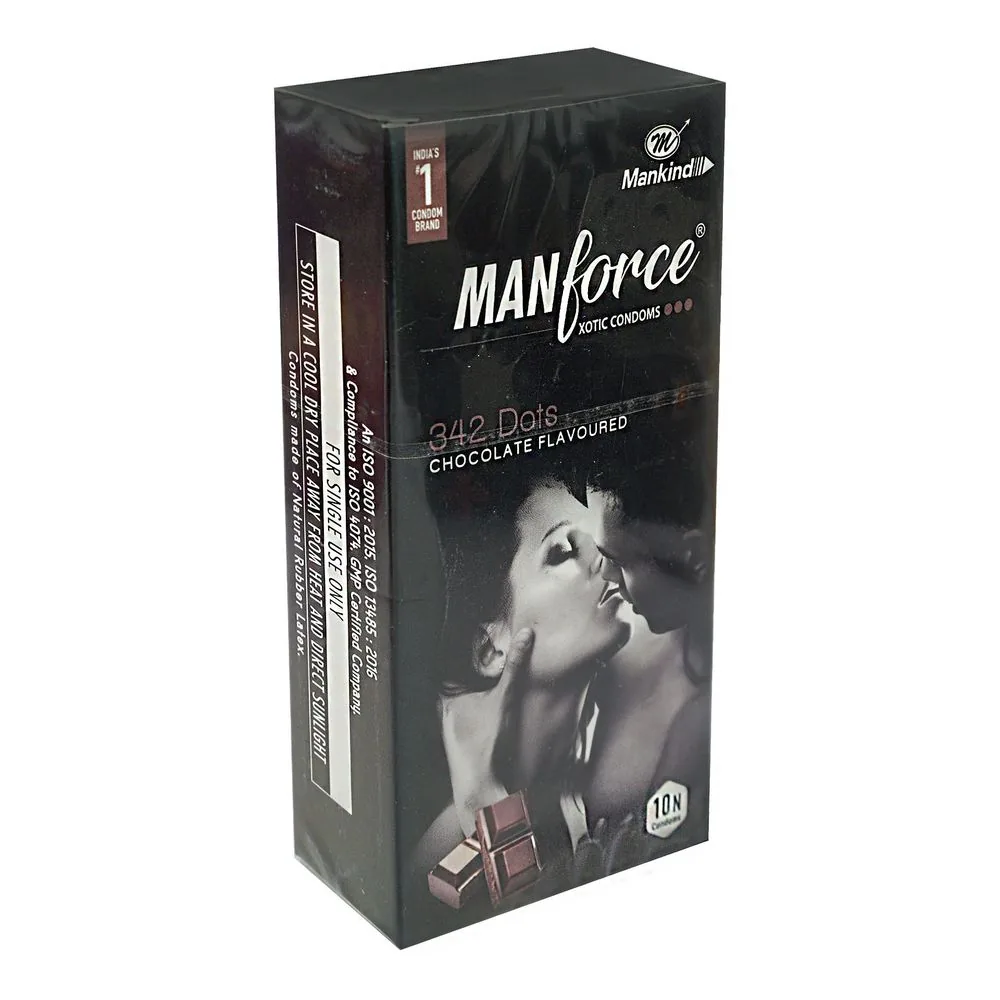 INDIA'S
#1
CONDOM
BRAND
M
Mankind
MANforce®
XOTIC CONDOMS
342 Dots
CHOCOLATE FLAVOURED
10N
Condoms
An ISO 9001 : 2015, ISO 13485 : 2016
& Compliance to ISO 4074, GMP Certified Company.
FOR SINGLE USE ONLY
STORE IN A COOL DRY PLACE AWAY FROM HEAT AND DIRECT SUNLIGHT
Condoms made of Natural Rubber Latex.